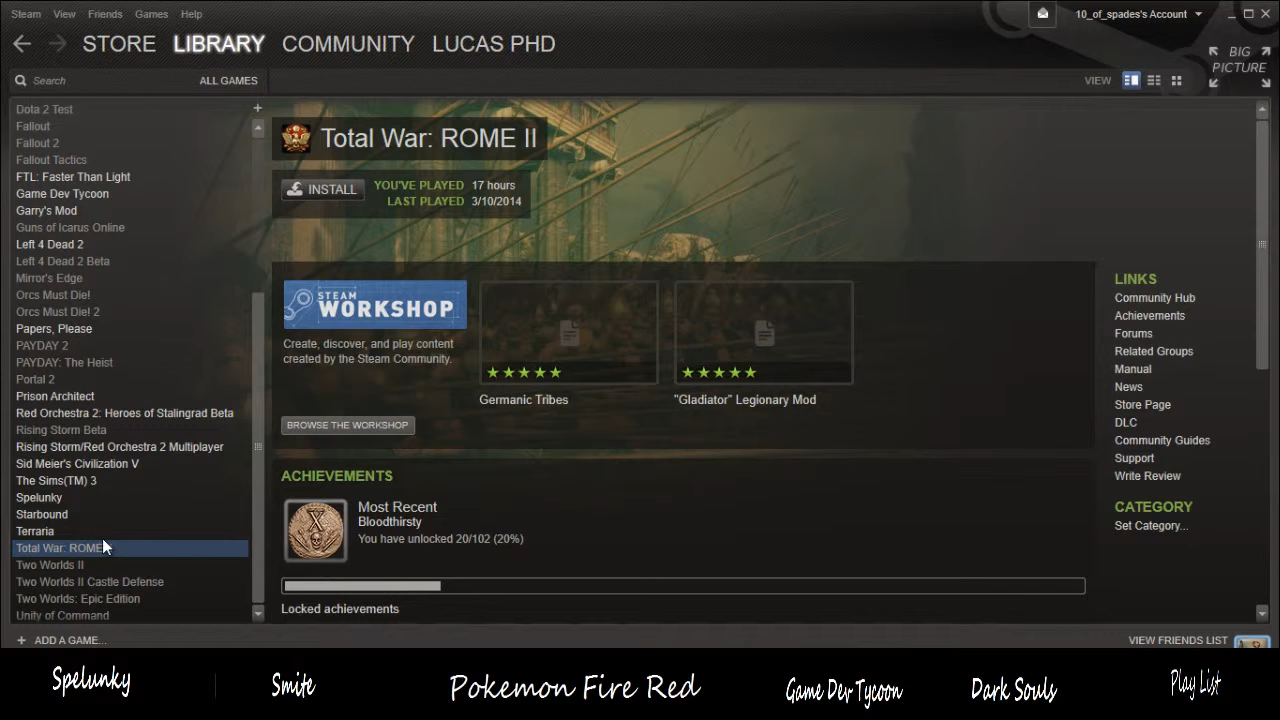 Steam View Friends Games Help
10_of_spades's Account
STORE LIBRARY COMMUNITY LUCAS PHD
BIG PICTURE
Search ALL GAMES
VIEW
Dota 2 Test
Fallout
Fallout 2
Fallout Tactics
FTL: Faster Than Light
Game Dev Tycoon
Garry's Mod
Guns of Icarus Online
Left 4 Dead 2
Left 4 Dead 2 Beta
Mirror's Edge
Orcs Must Die!
Orcs Must Die! 2
Papers, Please
PAYDAY 2
PAYDAY: The Heist
Portal 2
Prison Architect
Red Orchestra 2: Heroes of Stalingrad Beta
Rising Storm Beta
Rising Storm/Red Orchestra 2 Multiplayer
Sid Meier's Civilization V
The Sims(TM) 3
Spelunky
Starbound
Terraria
Total War: ROME
Two Worlds II
Two Worlds II Castle Defense
Two Worlds: Epic Edition
Unity of Command
+ ADD A GAME...
Total War: ROME II
INSTALL
YOU'VE PLAYED 17 hours
LAST PLAYED 3/10/2014
STEAM WORKSHOP
Create, discover, and play content
created by the Steam Community.
BROWSE THE WORKSHOP
Germanic Tribes
"Gladiator" Legionary Mod
ACHIEVEMENTS
X
Most Recent
Bloodthirsty
You have unlocked 20/102 (20%)
Locked achievements
LINKS
Community Hub
Achievements
Forums
Related Groups
Manual
News
Store Page
DLC
Community Guides
Support
Write Review
CATEGORY
Set Category...
VIEW FRIENDS LIST
Spelunky Smite Pokemon Fire Red Game Dev Tycoon Dark Souls Play List